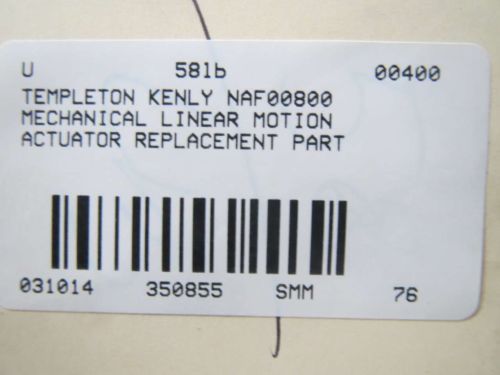 U 581b 00400
TEMPLETON KENLY NAF00800
MECHANICAL LINEAR MOTION
ACTUATOR REPLACEMENT PART
031014 350855 SMM 76